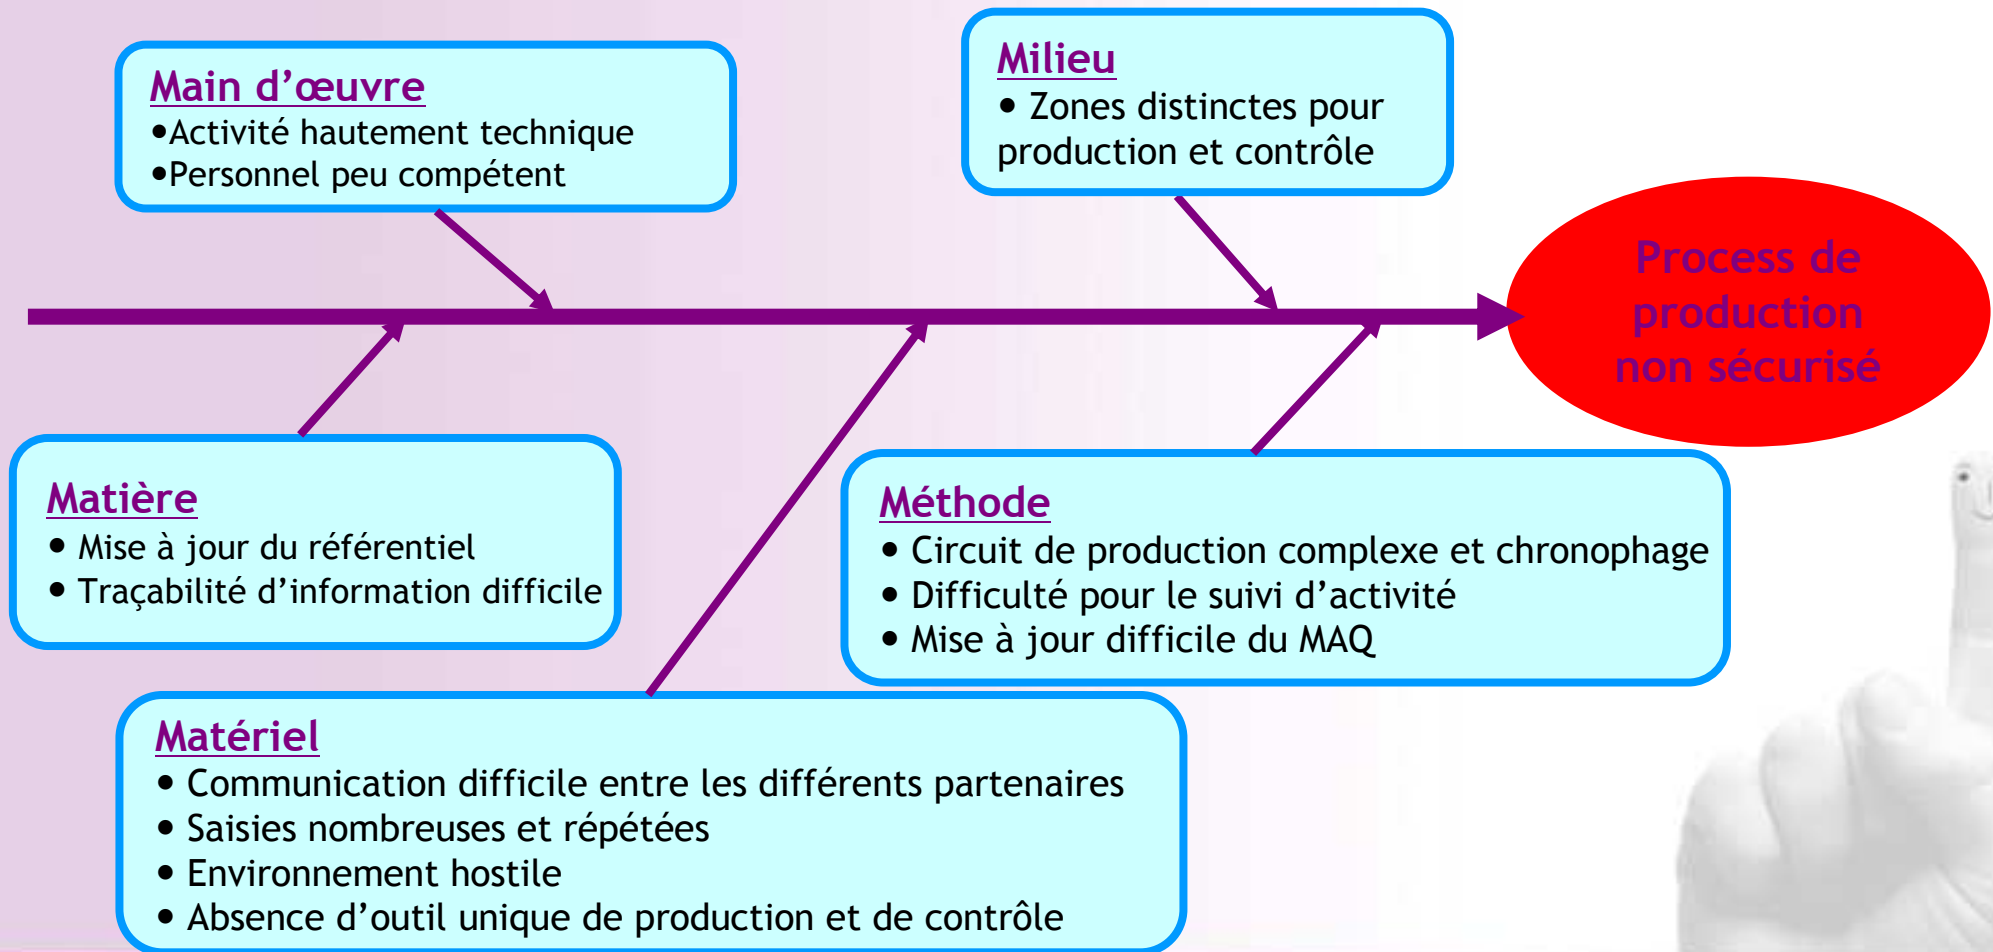 Main d’œuvre
•Activité hautement technique
•Personnel peu compétent
Milieu
• Zones distinctes pour
production et contrôle
Process de
production
non sécurisé
Matière
• Mise à jour du référentiel
• Traçabilité d’information difficile
Méthode
• Circuit de production complexe et chronophage
• Difficulté pour le suivi d’activité
• Mise à jour difficile du MAQ
Matériel
• Communication difficile entre les différents partenaires
• Saisies nombreuses et répétées
• Environnement hostile
• Absence d’outil unique de production et de contrôle